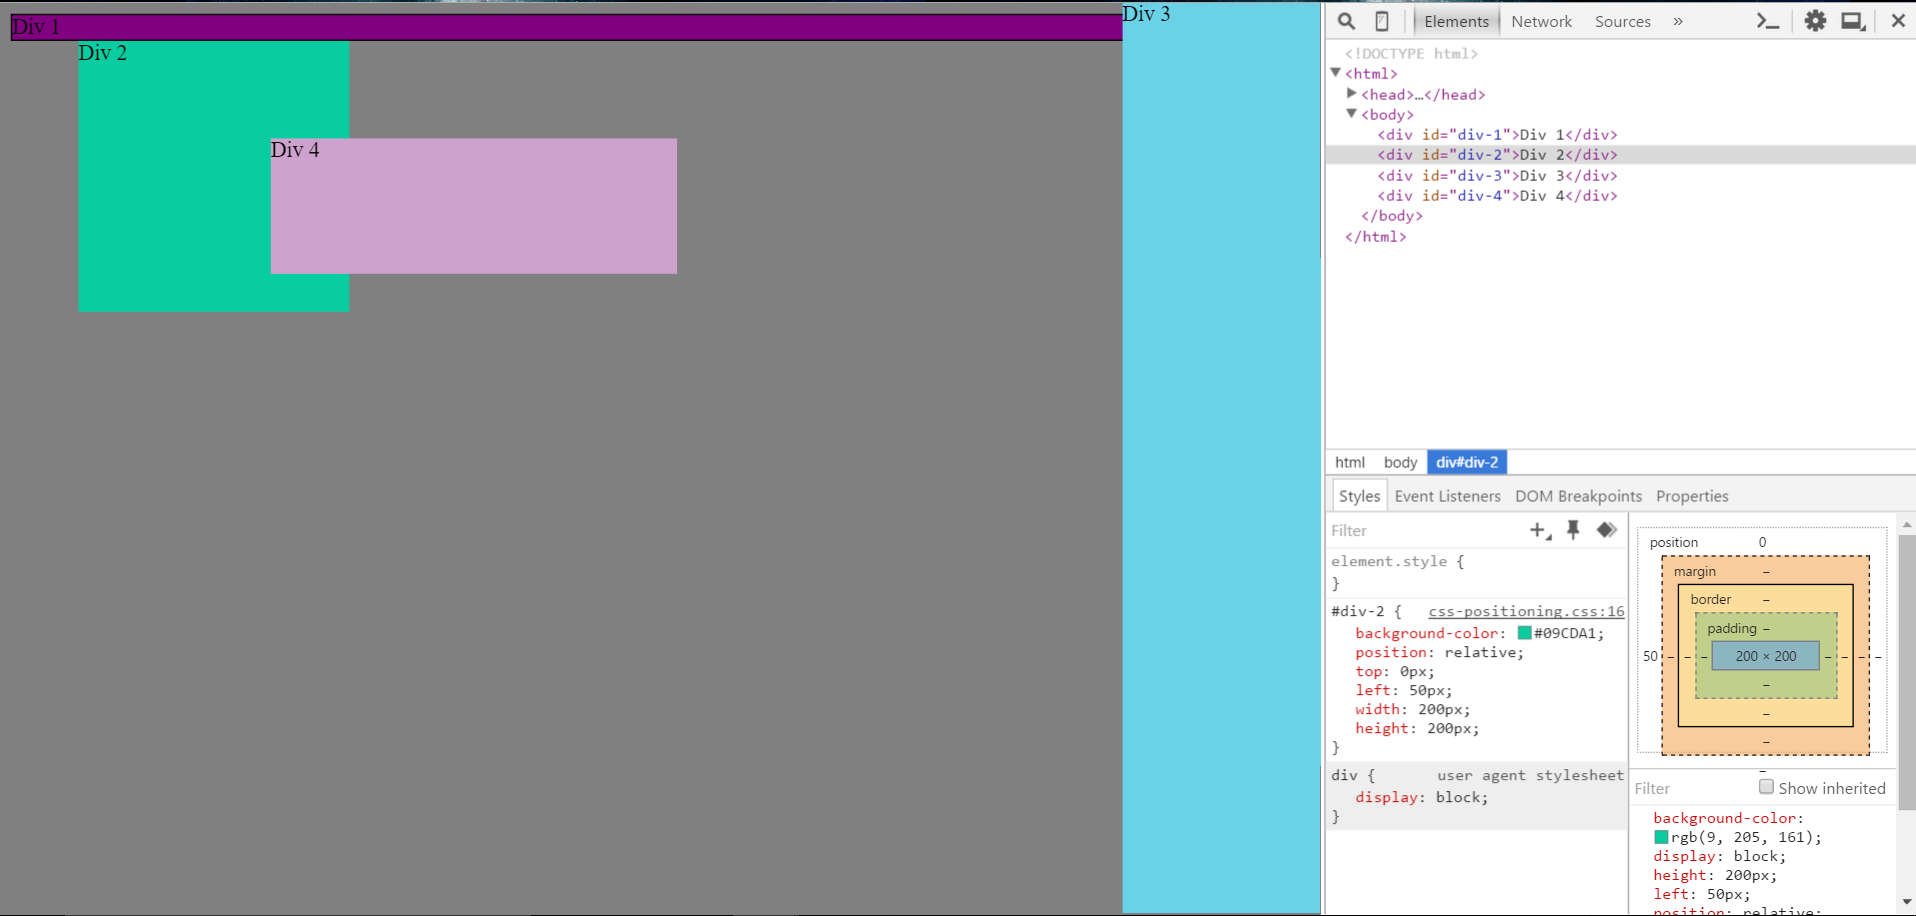 Div 1
Div 2
Div 4
Div 3
Elements Network Sources »
<!DOCTYPE html>
<html>
<head>…</head>
<body>
<div id="div-1">Div 1</div>
<div id="div-2">Div 2</div>
<div id="div-3">Div 3</div>
<div id="div-4">Div 4</div>
</body>
</html>
html body div#div-2
Styles Event Listeners DOM Breakpoints Properties
Filter
element.style {
}
#div-2 { css-positioning.css:16
background-color: #09CDA1;
position: relative;
top: 0px;
left: 50px;
width: 200px;
height: 200px;
}
div { user agent stylesheet
display: block;
}
position 0
margin –
border –
padding –
50 – – – 200 × 200 – – – –
–
–
–
–
Filter Show inherited
background-color:
rgb(9, 205, 161);
display: block;
height: 200px;
left: 50px;
position: relative;